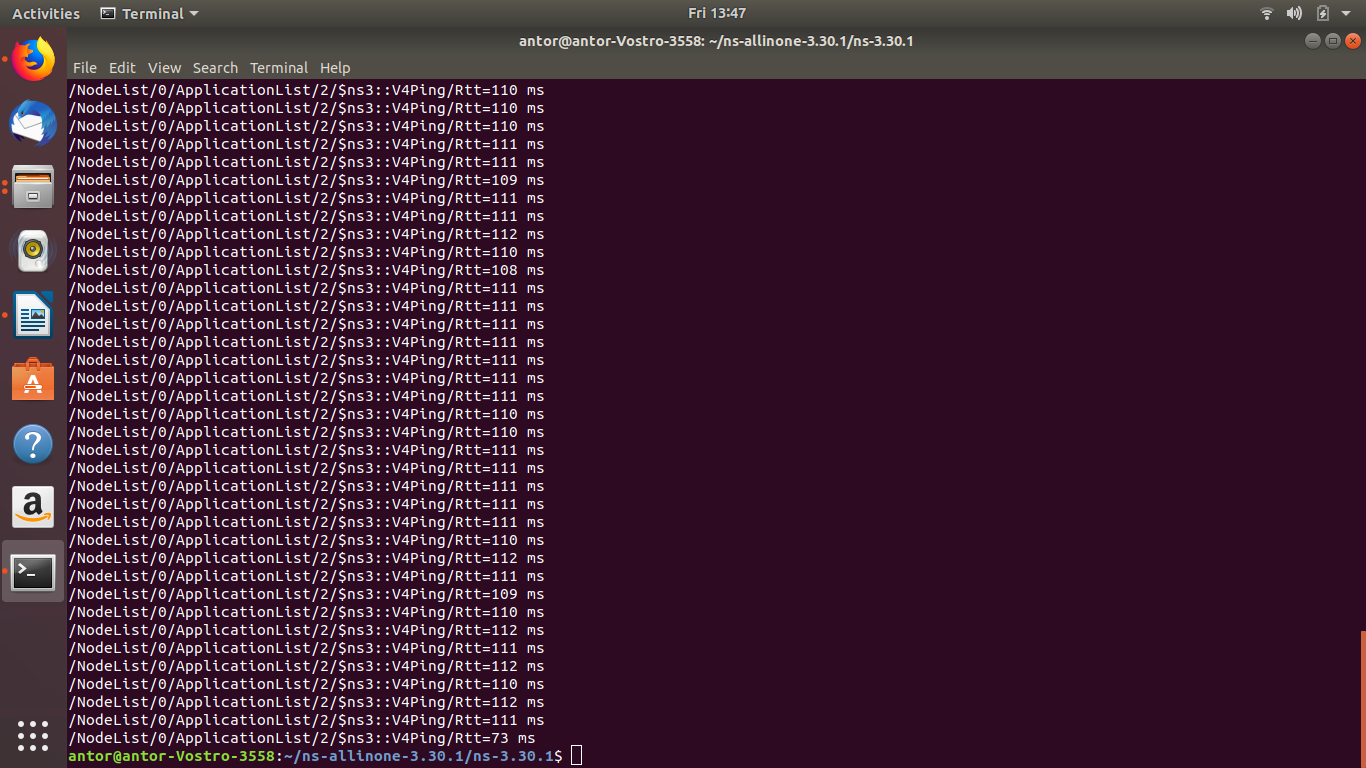 Activities
Terminal
Fri 13:47
antor@antor-Vostro-3558: ~/ns-allinone-3.30.1/ns-3.30.1
File Edit View Search Terminal Help
/NodeList/0/ApplicationList/2/$ns3::V4Ping/Rtt=110 ms
/NodeList/0/ApplicationList/2/$ns3::V4Ping/Rtt=110 ms
/NodeList/0/ApplicationList/2/$ns3::V4Ping/Rtt=110 ms
/NodeList/0/ApplicationList/2/$ns3::V4Ping/Rtt=111 ms
/NodeList/0/ApplicationList/2/$ns3::V4Ping/Rtt=111 ms
/NodeList/0/ApplicationList/2/$ns3::V4Ping/Rtt=109 ms
/NodeList/0/ApplicationList/2/$ns3::V4Ping/Rtt=111 ms
/NodeList/0/ApplicationList/2/$ns3::V4Ping/Rtt=111 ms
/NodeList/0/ApplicationList/2/$ns3::V4Ping/Rtt=112 ms
/NodeList/0/ApplicationList/2/$ns3::V4Ping/Rtt=110 ms
/NodeList/0/ApplicationList/2/$ns3::V4Ping/Rtt=108 ms
/NodeList/0/ApplicationList/2/$ns3::V4Ping/Rtt=111 ms
/NodeList/0/ApplicationList/2/$ns3::V4Ping/Rtt=111 ms
/NodeList/0/ApplicationList/2/$ns3::V4Ping/Rtt=111 ms
/NodeList/0/ApplicationList/2/$ns3::V4Ping/Rtt=111 ms
/NodeList/0/ApplicationList/2/$ns3::V4Ping/Rtt=111 ms
/NodeList/0/ApplicationList/2/$ns3::V4Ping/Rtt=111 ms
/NodeList/0/ApplicationList/2/$ns3::V4Ping/Rtt=111 ms
/NodeList/0/ApplicationList/2/$ns3::V4Ping/Rtt=110 ms
/NodeList/0/ApplicationList/2/$ns3::V4Ping/Rtt=110 ms
/NodeList/0/ApplicationList/2/$ns3::V4Ping/Rtt=111 ms
/NodeList/0/ApplicationList/2/$ns3::V4Ping/Rtt=111 ms
/NodeList/0/ApplicationList/2/$ns3::V4Ping/Rtt=111 ms
/NodeList/0/ApplicationList/2/$ns3::V4Ping/Rtt=111 ms
/NodeList/0/ApplicationList/2/$ns3::V4Ping/Rtt=111 ms
/NodeList/0/ApplicationList/2/$ns3::V4Ping/Rtt=110 ms
/NodeList/0/ApplicationList/2/$ns3::V4Ping/Rtt=112 ms
/NodeList/0/ApplicationList/2/$ns3::V4Ping/Rtt=111 ms
/NodeList/0/ApplicationList/2/$ns3::V4Ping/Rtt=109 ms
/NodeList/0/ApplicationList/2/$ns3::V4Ping/Rtt=110 ms
/NodeList/0/ApplicationList/2/$ns3::V4Ping/Rtt=112 ms
/NodeList/0/ApplicationList/2/$ns3::V4Ping/Rtt=111 ms
/NodeList/0/ApplicationList/2/$ns3::V4Ping/Rtt=112 ms
/NodeList/0/ApplicationList/2/$ns3::V4Ping/Rtt=110 ms
/NodeList/0/ApplicationList/2/$ns3::V4Ping/Rtt=112 ms
/NodeList/0/ApplicationList/2/$ns3::V4Ping/Rtt=111 ms
/NodeList/0/ApplicationList/2/$ns3::V4Ping/Rtt=73 ms
antor@antor-Vostro-3558:~/ns-allinone-3.30.1/ns-3.30.1$